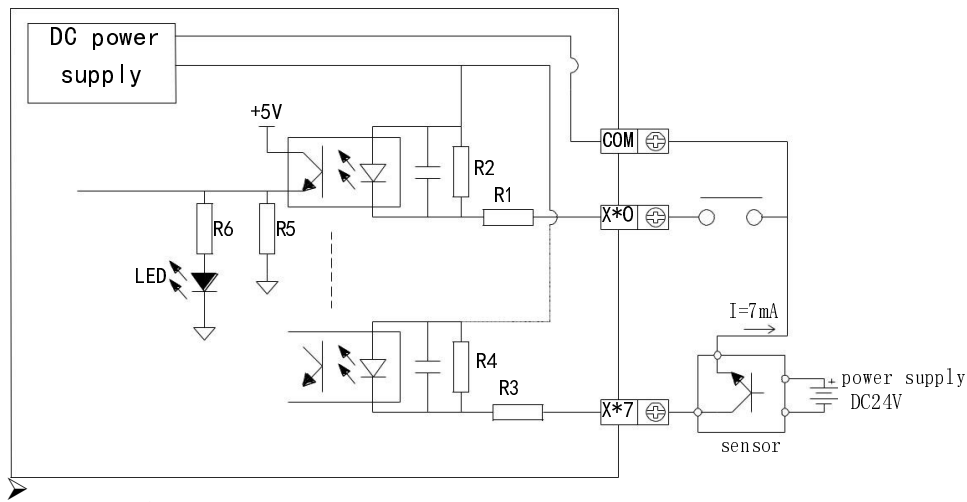 DC power
supply
+5V
COM
R2
R1
X*0
R6
R5
LED
I=7mA
R4
R3
X*7
+
power supply
DC24V
sensor